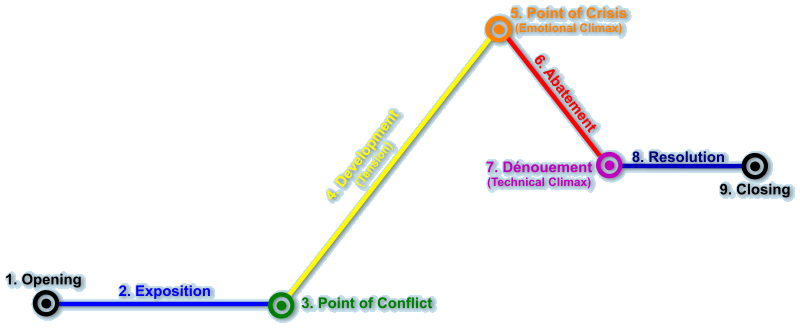 1. Opening
2. Exposition
3. Point of Conflict
4. Development
(Tension)
5. Point of Crisis
(Emotional Climax)
6. Abatement
7. Dénouement
(Technical Climax)
8. Resolution
9. Closing